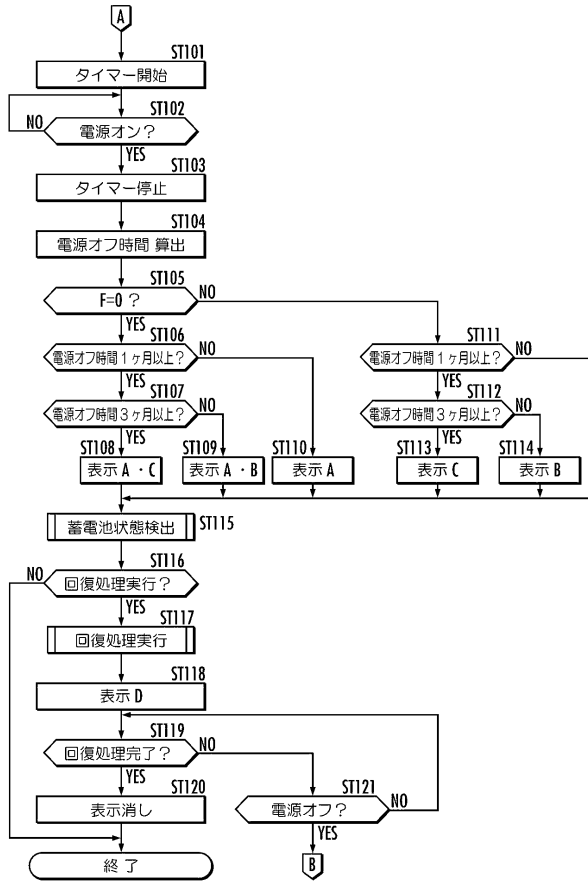 A
ST101
タイマー開始
ST102
NO
電源オン？
YES
ST103
タイマー停止
ST104
電源オフ時間 算出
ST105
F=0 ？
NO
YES
ST106
電源オフ時間1ヶ月以上？
NO
ST111
電源オフ時間1ヶ月以上？
NO
YES
YES
ST107
電源オフ時間3ヶ月以上？
NO
ST112
電源オフ時間3ヶ月以上？
NO
YES
YES
ST108
表示 A ・ C
ST109
表示 A ・ B
ST110
表示 A
ST113
表示 C
ST114
表示 B
蓄電池状態検出
ST115
ST116
NO
回復処理実行？
YES
ST117
回復処理実行
ST118
表示 D
ST119
回復処理完了？
NO
YES
ST120
表示消し
ST121
電源オフ？
NO
YES
終 了
B